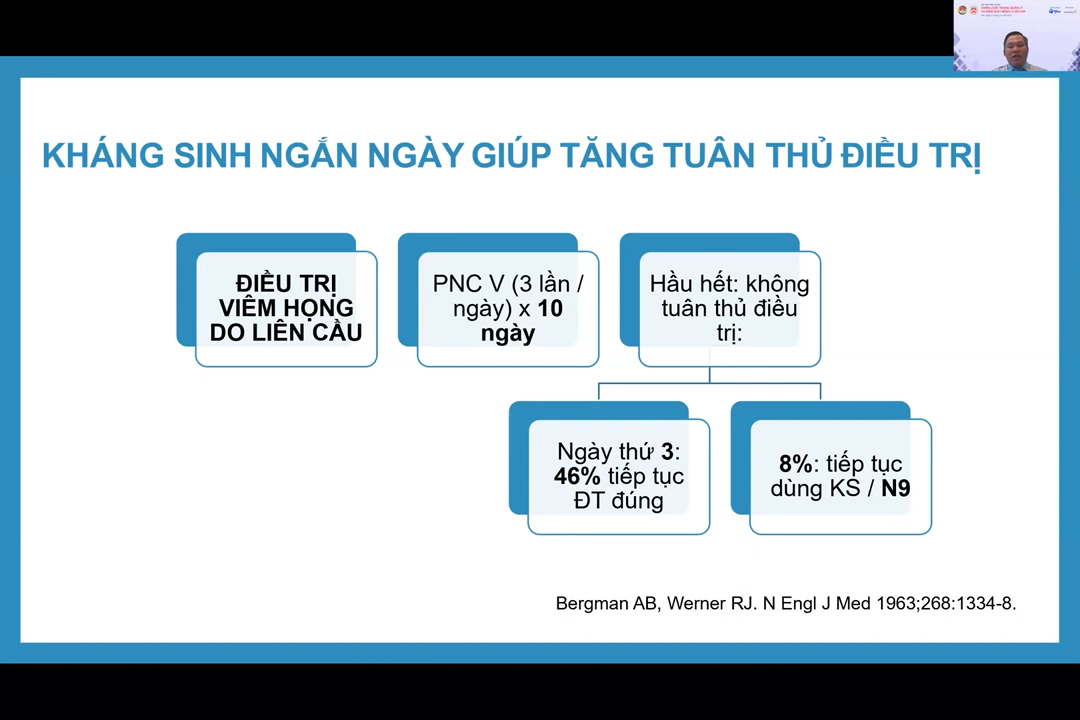 KHÁNG SINH NGẮN NGÀY GIÚP TĂNG TUÂN THỦ ĐIỀU TRỊ
ĐIỀU TRỊ
VIÊM HỌNG
DO LIÊN CẦU
PNC V (3 lần /
ngày) x 10
ngày
Hầu hết: không
tuân thủ điều
trị:
Ngày thứ 3:
46% tiếp tục
ĐT đúng
8%: tiếp tục
dùng KS / N9
Bergman AB, Werner RJ. N Engl J Med 1963;268:1334-8.